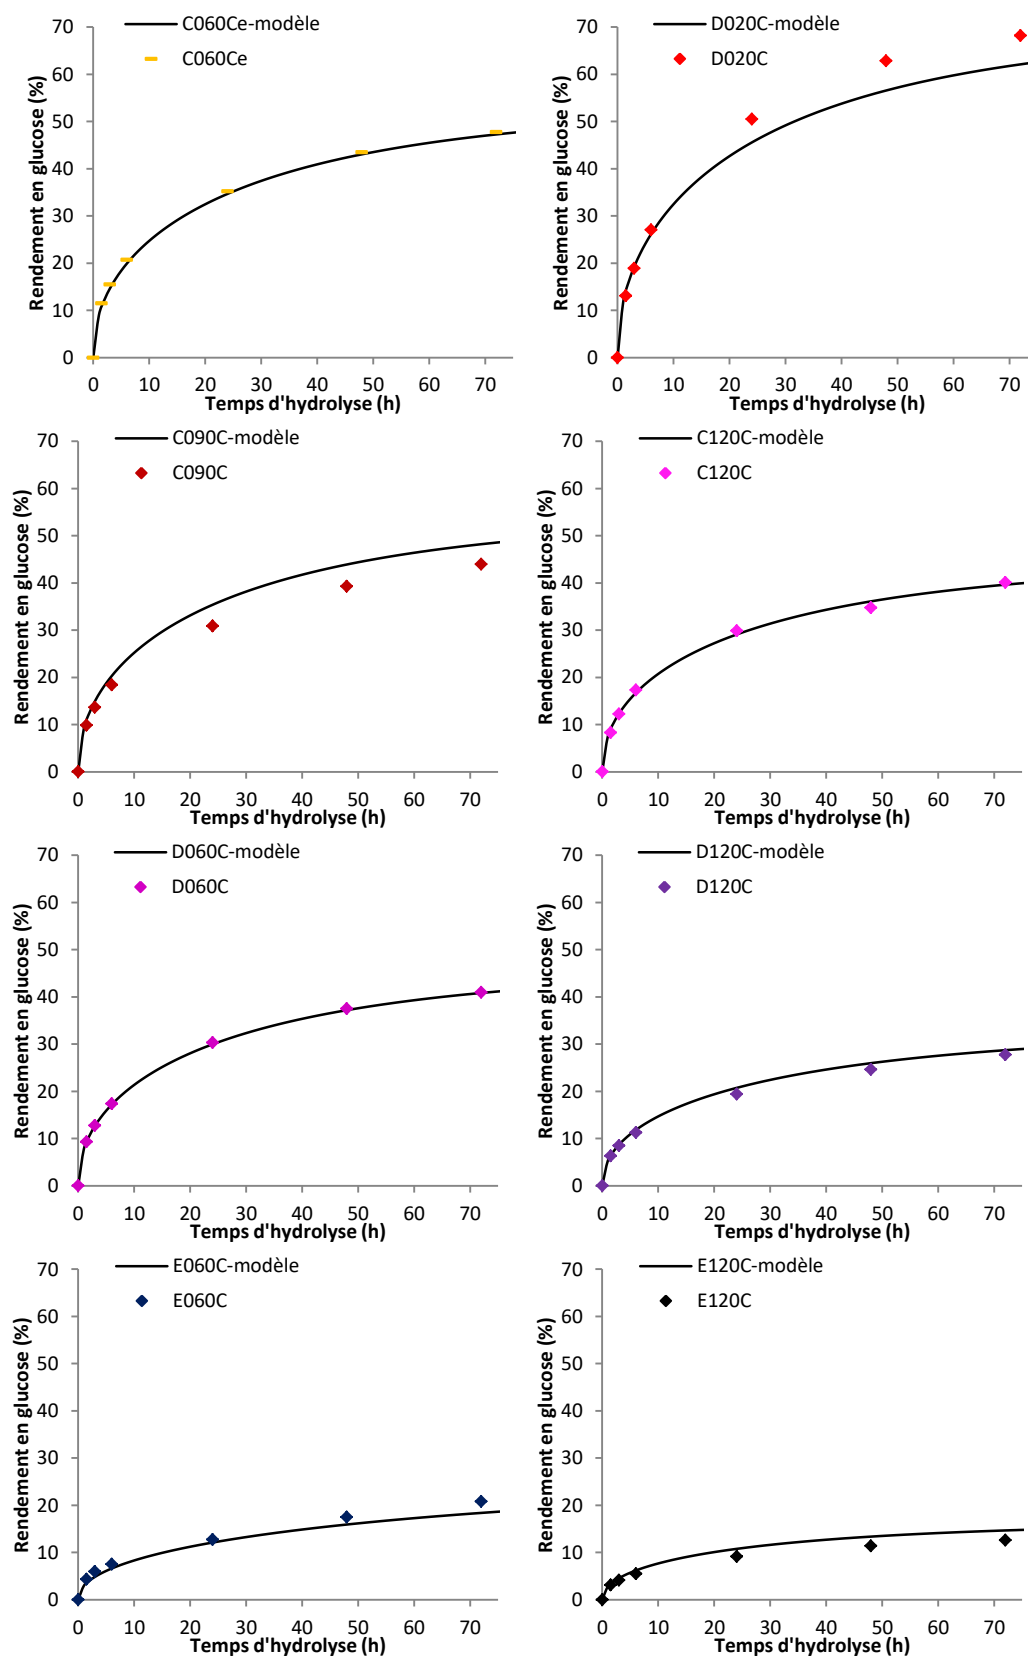 C060Ce-modèle
C060Ce
Rendement en glucose (%)
70
60
50
40
30
20
10
0
0 10 20 30 40 50 60 70
Temps d'hydrolyse (h)
D020C-modèle
D020C
Rendement en glucose (%)
70
60
50
40
30
20
10
0
0 10 20 30 40 50 60 70
Temps d'hydrolyse (h)
C090C-modèle
C090C
Rendement en glucose (%)
70
60
50
40
30
20
10
0
0 10 20 30 40 50 60 70
Temps d'hydrolyse (h)
C120C-modèle
C120C
Rendement en glucose (%)
70
60
50
40
30
20
10
0
0 10 20 30 40 50 60 70
Temps d'hydrolyse (h)
D060C-modèle
D060C
Rendement en glucose (%)
70
60
50
40
30
20
10
0
0 10 20 30 40 50 60 70
Temps d'hydrolyse (h)
D120C-modèle
D120C
Rendement en glucose (%)
70
60
50
40
30
20
10
0
0 10 20 30 40 50 60 70
Temps d'hydrolyse (h)
E060C-modèle
E060C
Rendement en glucose (%)
70
60
50
40
30
20
10
0
0 10 20 30 40 50 60 70
Temps d'hydrolyse (h)
E120C-modèle
E120C
Rendement en glucose (%)
70
60
50
40
30
20
10
0
0 10 20 30 40 50 60 70
Temps d'hydrolyse (h)